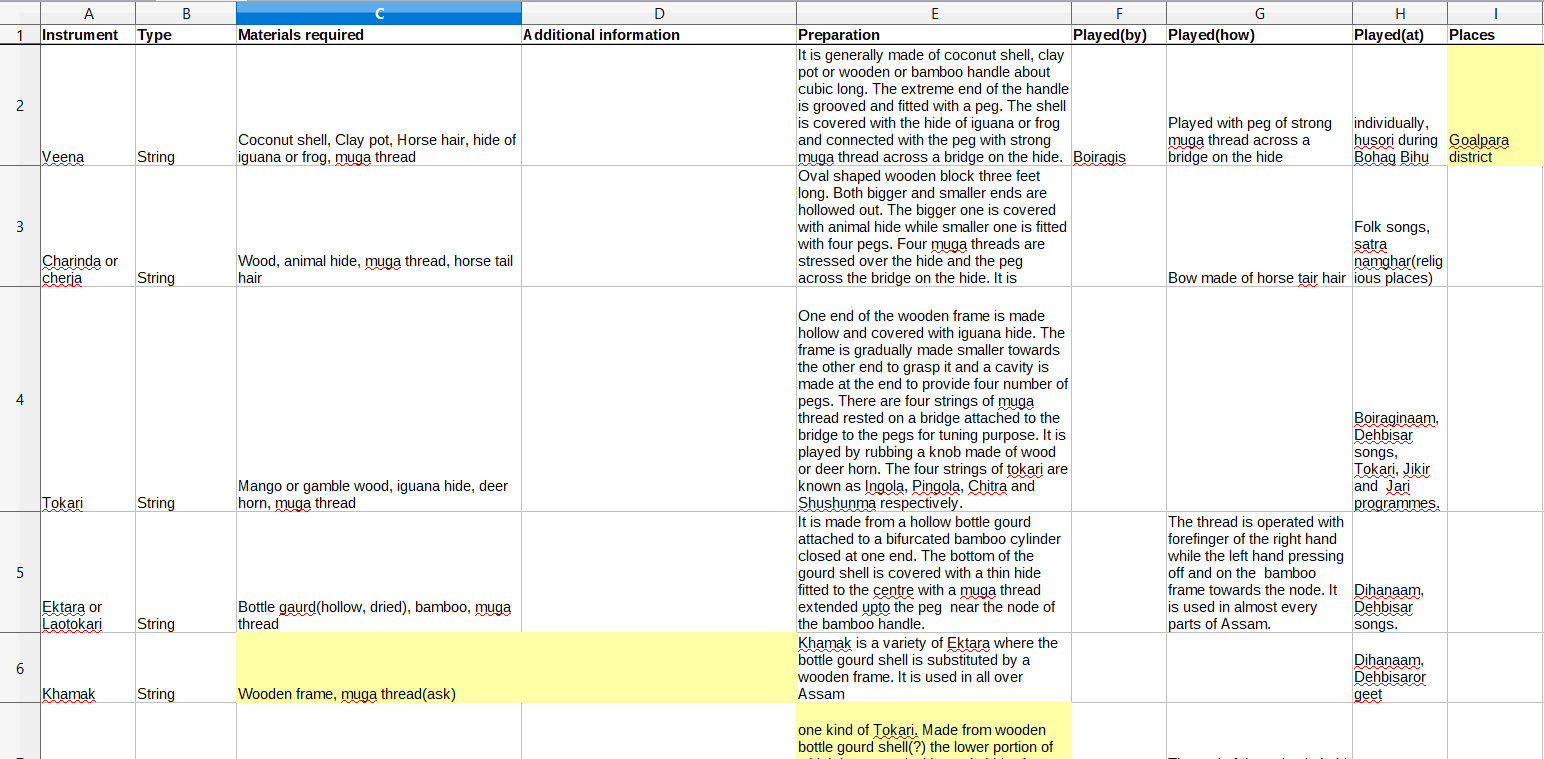 A B C D E F G H I
1 Instrument Type Materials required Additional information Preparation Played(by) Played(how) Played(at) Places
2
Veena
String
Coconut shell, Clay pot, Horse hair, hide of
iguana or frog, muga thread
It is generally made of coconut shell, clay
pot or wooden or bamboo handle about
cubic long. The extreme end of the handle
is grooved and fitted with a peg. The shell
is covered with the hide of iguana or frog
and connected with the peg with strong
muga thread across a bridge on the hide.
Boiragis
Played with peg of strong
muga thread across a
bridge on the hide
individually,
husori during
Bohag Bihu
Goalpara
district
3
Charinda or
cherja
String
Wood, animal hide, muga thread, horse tail
hair
Oval shaped wooden block three feet
long. Both bigger and smaller ends are
hollowed out. The bigger one is covered
with animal hide while smaller one is fitted
with four pegs. Four muga threads are
stressed over the hide and the peg
across the bridge on the hide. It is
Bow made of horse tair hair
Folk songs,
satra
namghar(relig
ious places)
4
Tokari
String
Mango or gamble wood, iguana hide, deer
horn, muga thread
One end of the wooden frame is made
hollow and covered with iguana hide. The
frame is gradually made smaller towards
the other end to grasp it and a cavity is
made at the end to provide four number of
pegs. There are four strings of muga
thread rested on a bridge attached to the
bridge to the pegs for tuning purpose. It is
played by rubbing a knob made of wood
or deer horn. The four strings of tokari are
known as Ingola, Pingola, Chitra and
Shushunma respectively.
Boiraginaam,
Dehbisar
songs,
Tokari, Jikir
and Jari
programmes.
5
Ektara or
Laotokari
String
Bottle gaurd(hollow, dried), bamboo, muga
thread
It is made from a hollow bottle gourd
attached to a bifurcated bamboo cylinder
closed at one end. The bottom of the
gourd shell is covered with a thin hide
fitted to the centre with a muga thread
extended upto the peg near the node of
the bamboo handle.
The thread is operated with
forefinger of the right hand
while the left hand pressing
off and on the bamboo
frame towards the node. It
is used in almost every
parts of Assam.
Dihanaam,
Dehbisar
songs.
6
Khamak
String
Wooden frame, muga thread(ask)
Khamak is a variety of Ektara where the
bottle gourd shell is substituted by a
wooden frame. It is used in all over
Assam
Dihanaam,
Dehbisaror
geet
one kind of Tokari. Made from wooden
bottle gourd shell(?) the lower portion of